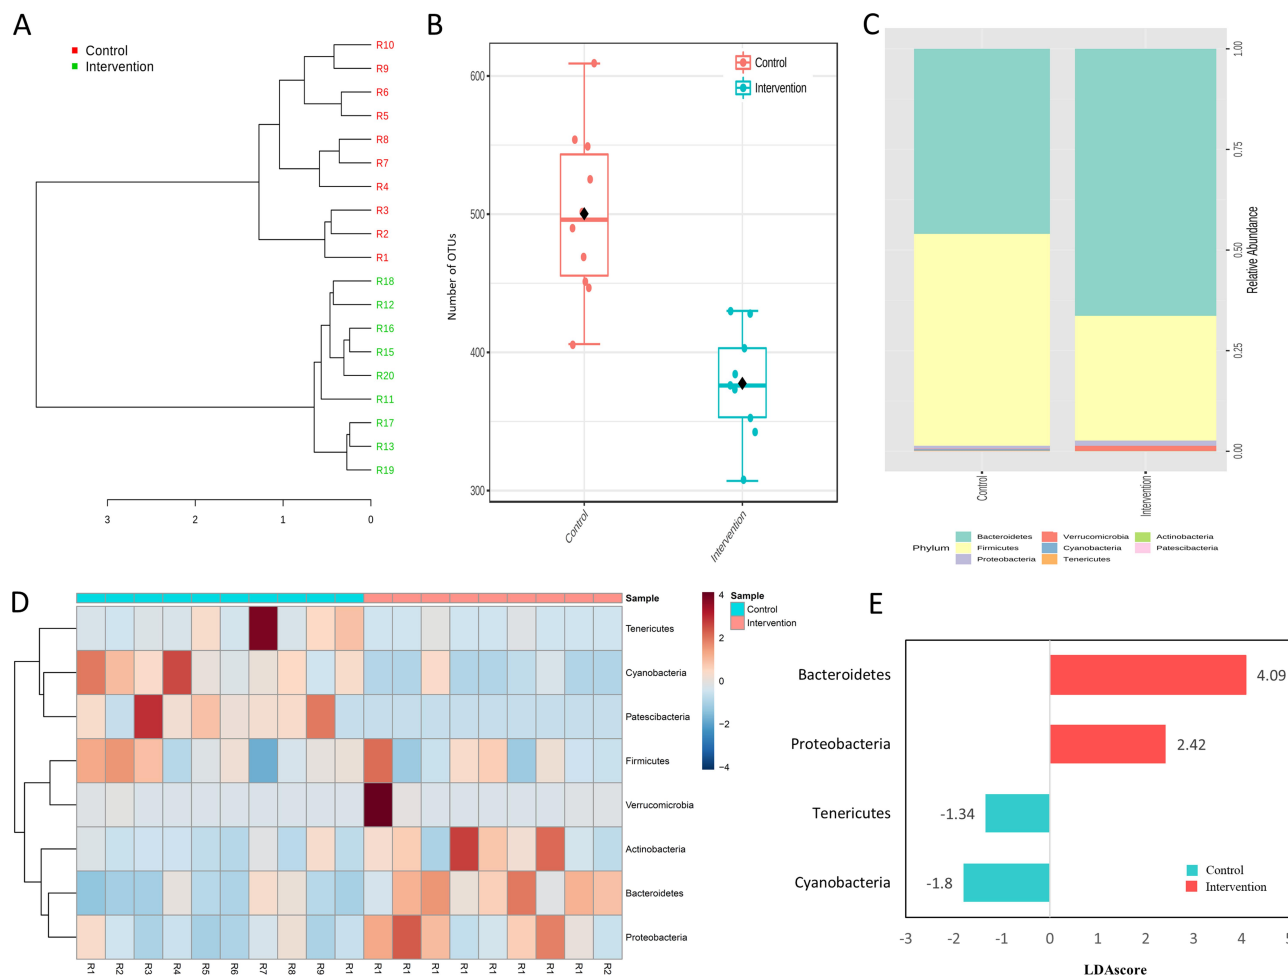 A
Control
Intervention
R10
R9
R6
R5
R8
R7
R4
R3
R2
R1
R18
R12
R16
R15
R20
R11
R17
R13
R19
3 2 1 0
B
Number of OTUs
600
500
400
300
Control
Intervention
Control Intervention
C
1.00
0.75
0.50
0.25
0.00
Relative Abundance
Control Intervention
Phylum
Bacteroidetes Verrucomicrobia Actinobacteria
Firmicutes Cyanobacteria Patescibacteria
Proteobacteria Tenericutes
D
Sample
Tenericutes
Cyanobacteria
Patescibacteria
Firmicutes
Verrucomicrobia
Actinobacteria
Bacteroidetes
Proteobacteria
R1 R2 R3 R4 R5 R6 R7 R8 R9 R1 R1 R1 R1 R1 R1 R1 R1 R1 R2
4
2
0
−2
−4
Sample
Control
Intervention
E
Bacteroidetes 4.09
Proteobacteria 2.42
Tenericutes -1.34
Cyanobacteria -1.8
Control
Intervention
-3 -2 -1 0 1 2 3 4 5
LDAscore